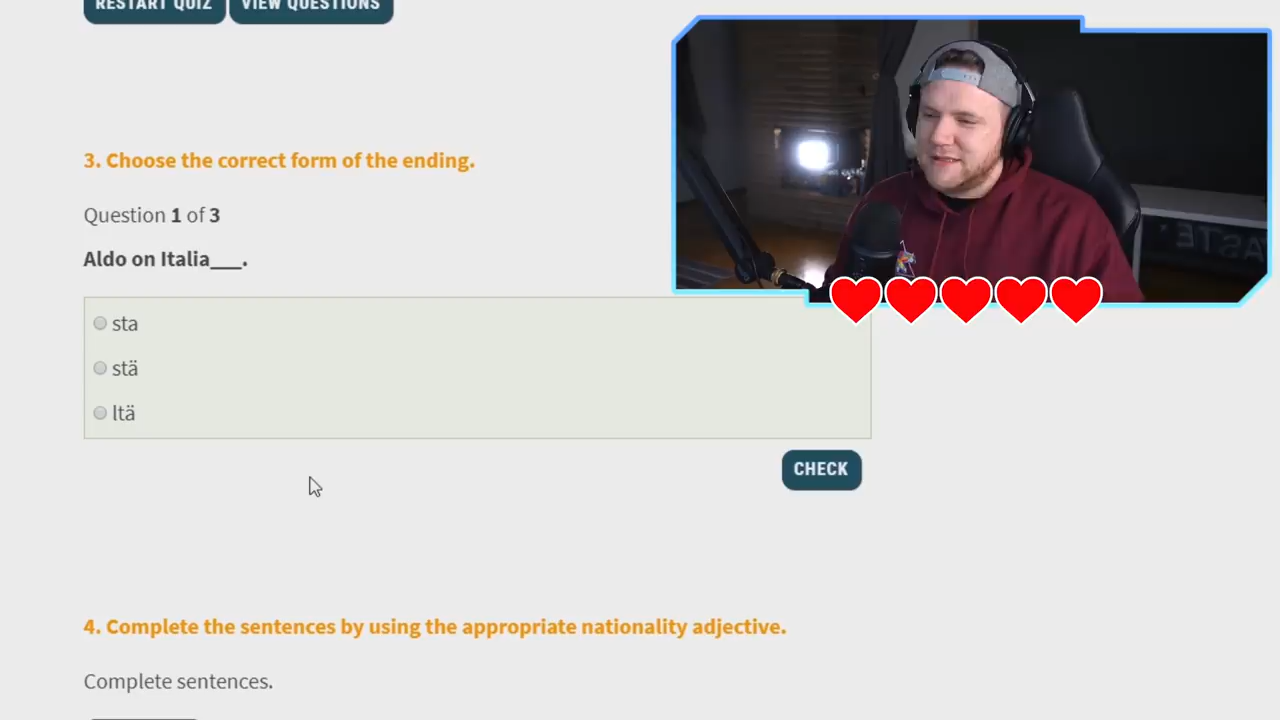 RESTART QUIZ VIEW QUESTIONS
3. Choose the correct form of the ending.
Question 1 of 3
Aldo on Italia___.
sta
stä
ltä
CHECK
4. Complete the sentences by using the appropriate nationality adjective.
Complete sentences.